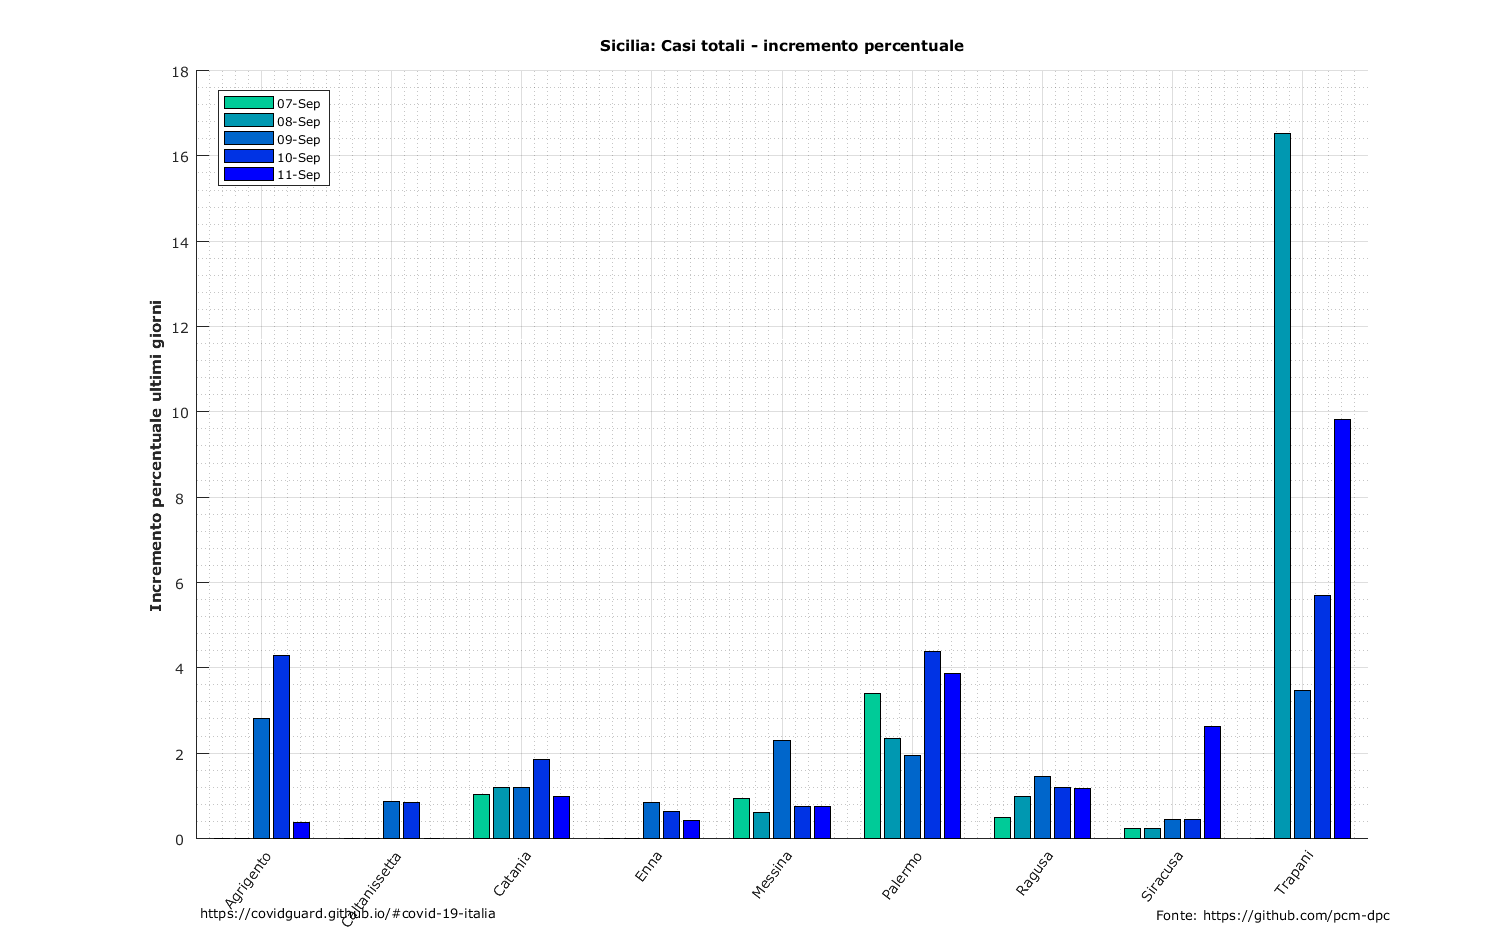 Sicilia: Casi totali - incremento percentuale
18
16
14
12
10
8
6
4
2
0
Incremento percentuale ultimi giorni
07-Sep
08-Sep
09-Sep
10-Sep
11-Sep
Agrigento
Caltanissetta
Catania
Enna
Messina
Palermo
Ragusa
Siracusa
Trapani
https://covidguard.github.io/#covid-19-italia
Fonte: https://github.com/pcm-dpc